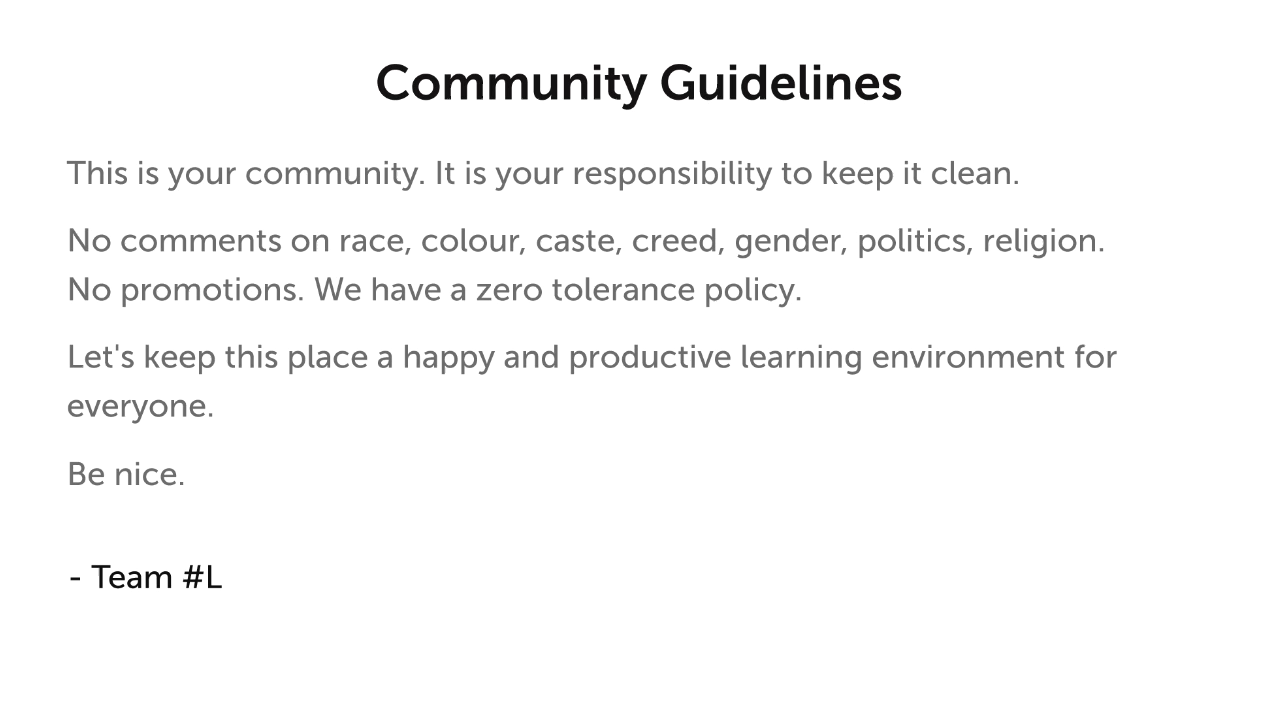 Community Guidelines
This is your community. It is your responsibility to keep it clean.
No comments on race, colour, caste, creed, gender, politics, religion.
No promotions. We have a zero tolerance policy.
Let's keep this place a happy and productive learning environment for
everyone.
Be nice.
- Team #L